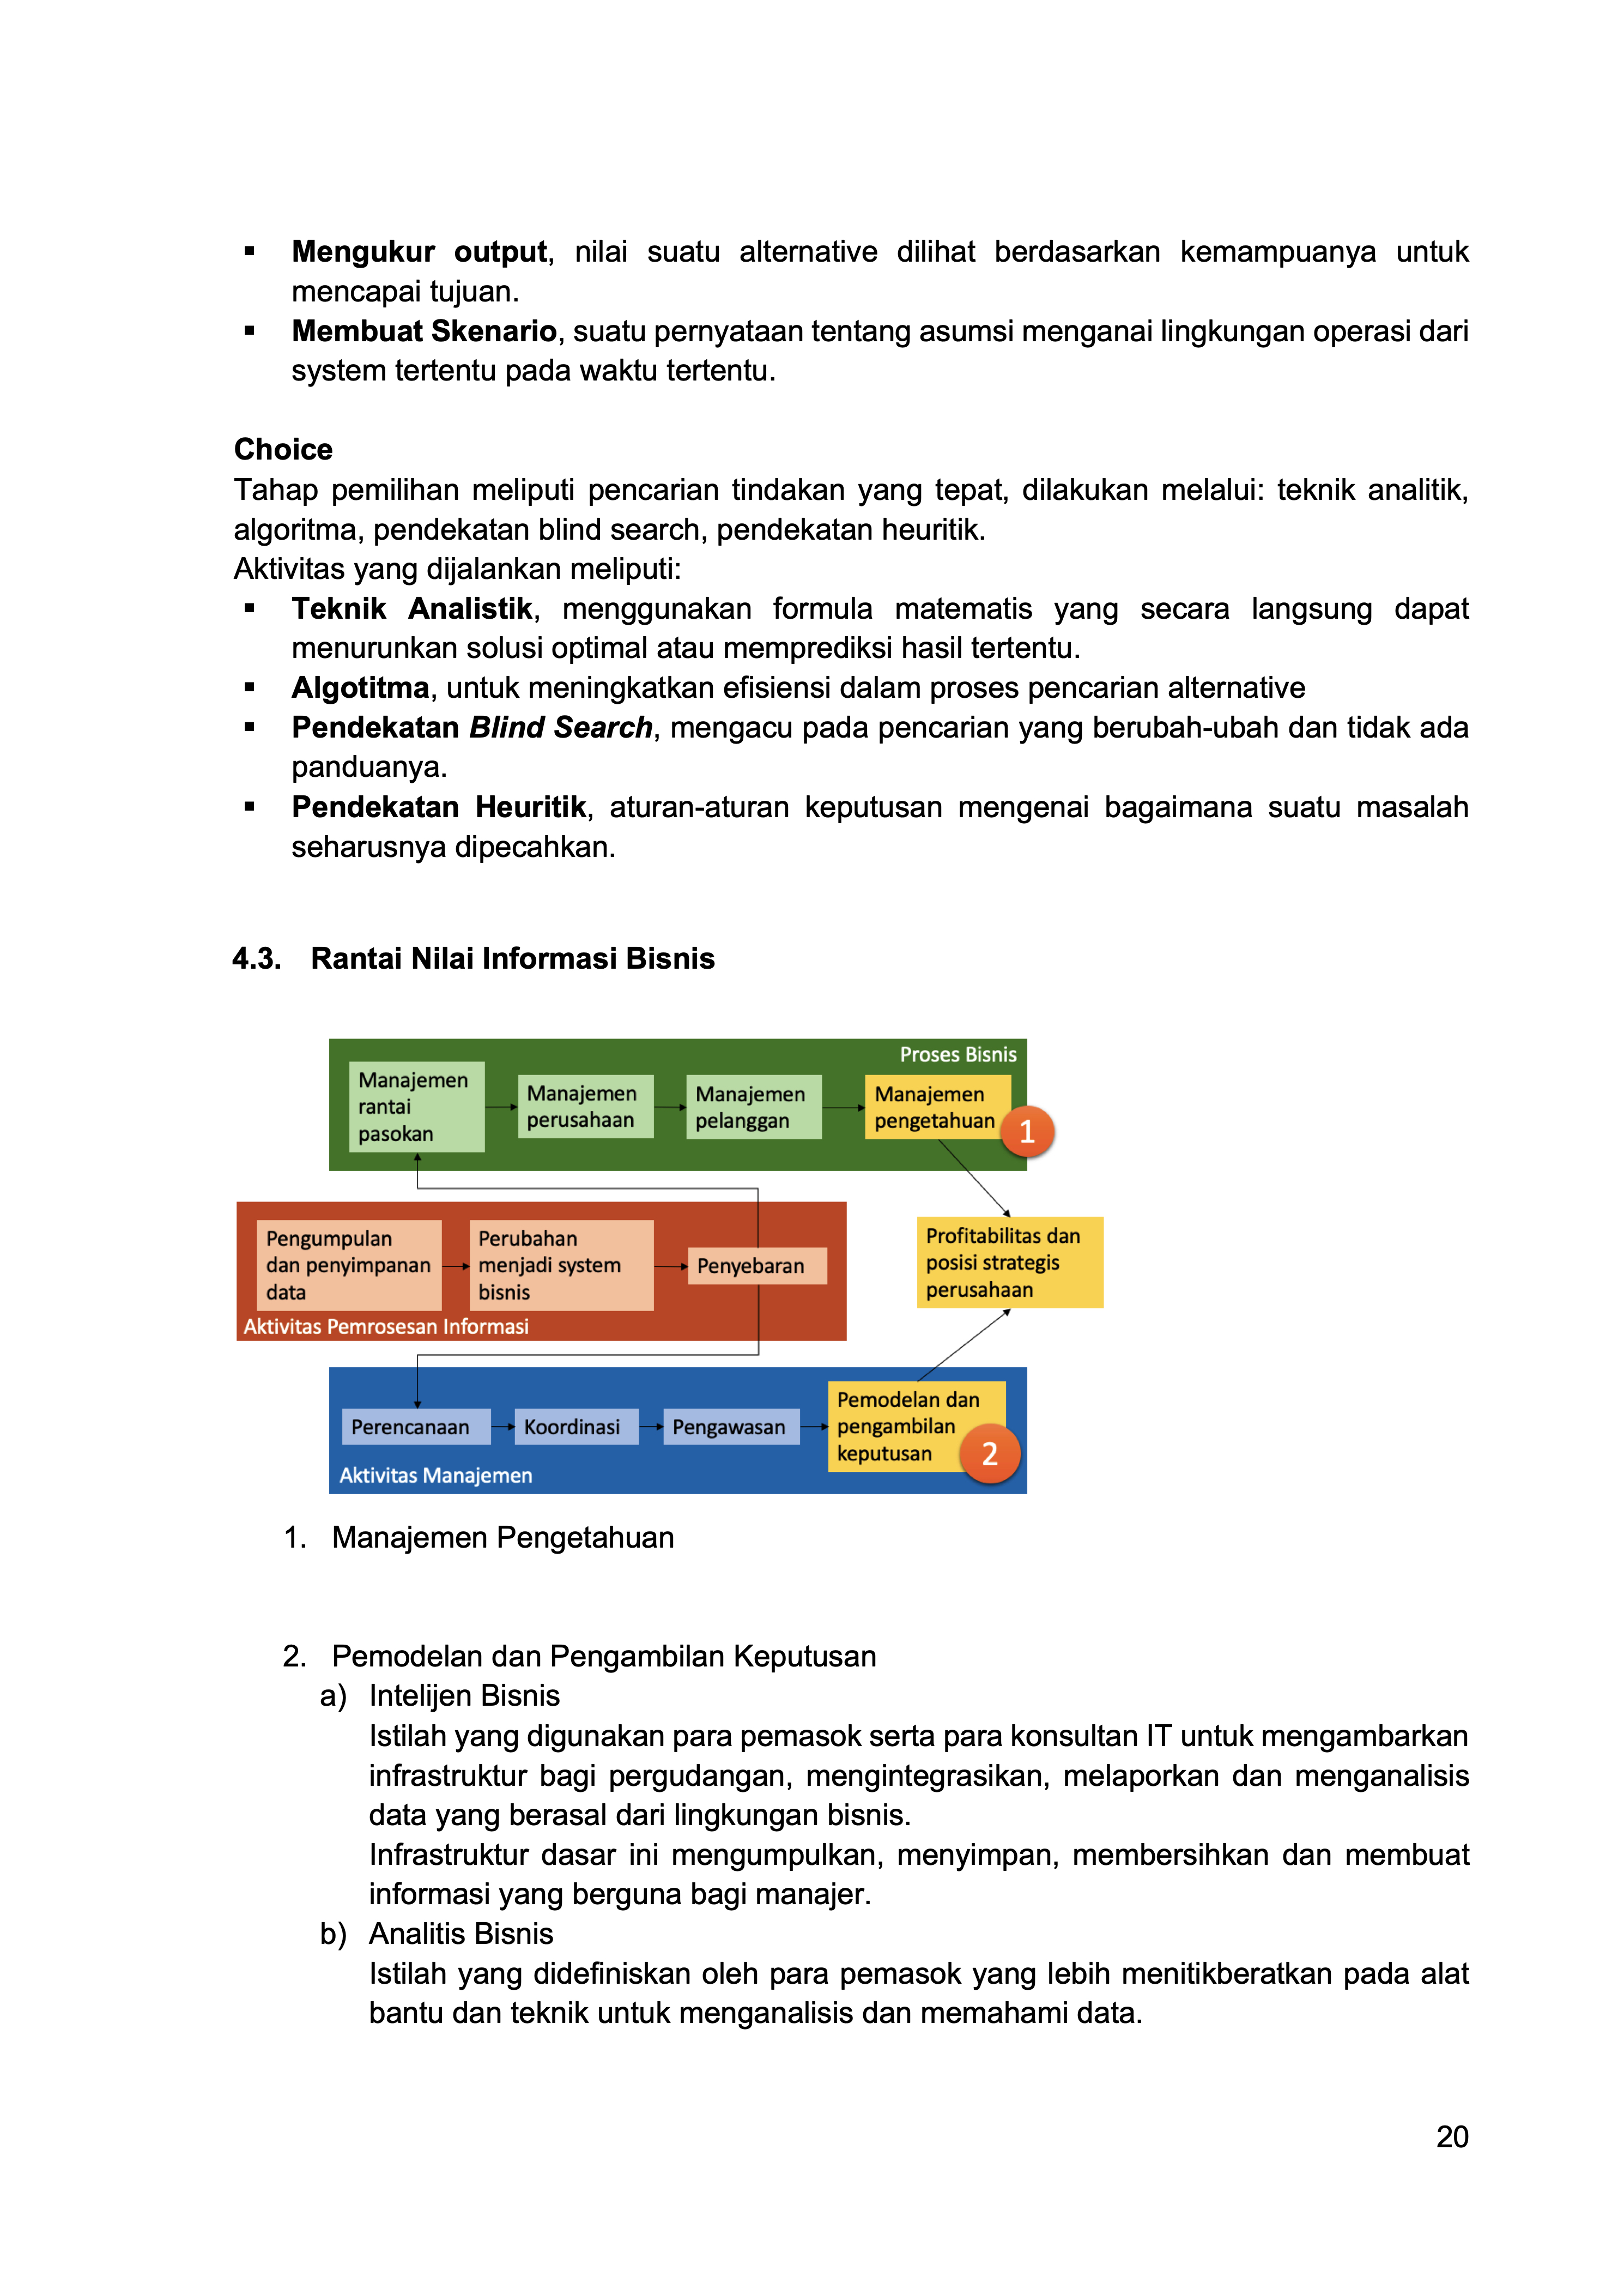 ▪ Mengukur output, nilai suatu alternative dilihat berdasarkan kemampuanya untuk
mencapai tujuan.
▪ Membuat Skenario, suatu pernyataan tentang asumsi menganai lingkungan operasi dari
system tertentu pada waktu tertentu.
Choice
Tahap pemilihan meliputi pencarian tindakan yang tepat, dilakukan melalui: teknik analitik,
algoritma, pendekatan blind search, pendekatan heuritik.
Aktivitas yang dijalankan meliputi:
▪ Teknik Analistik, menggunakan formula matematis yang secara langsung dapat
menurunkan solusi optimal atau memprediksi hasil tertentu.
▪ Algotitma, untuk meningkatkan efisiensi dalam proses pencarian alternative
▪ Pendekatan Blind Search, mengacu pada pencarian yang berubah-ubah dan tidak ada
panduanya.
▪ Pendekatan Heuritik, aturan-aturan keputusan mengenai bagaimana suatu masalah
seharusnya dipecahkan.
4.3. Rantai Nilai Informasi Bisnis
Proses Bisnis
Manajemen
rantai
pasokan
Manajemen
perusahaan
Manajemen
pelanggan
Manajemen
pengetahuan
1
Pengumpulan
dan penyimpanan
data
Perubahan
menjadi system
bisnis
Penyebaran
Aktivitas Pemrosesan Informasi
Profitabilitas dan
posisi strategis
perusahaan
Perencanaan
Koordinasi
Pengawasan
Pemodelan dan
pengambilan
keputusan
2
Aktivitas Manajemen
1. Manajemen Pengetahuan
2. Pemodelan dan Pengambilan Keputusan
a) Intelijen Bisnis
Istilah yang digunakan para pemasok serta para konsultan IT untuk mengambarkan
infrastruktur bagi pergudangan, mengintegrasikan, melaporkan dan menganalisis
data yang berasal dari lingkungan bisnis.
Infrastruktur dasar ini mengumpulkan, menyimpan, membersihkan dan membuat
informasi yang berguna bagi manajer.
b) Analitis Bisnis
Istilah yang didefiniskan oleh para pemasok yang lebih menitikberatkan pada alat
bantu dan teknik untuk menganalisis dan memahami data.
20